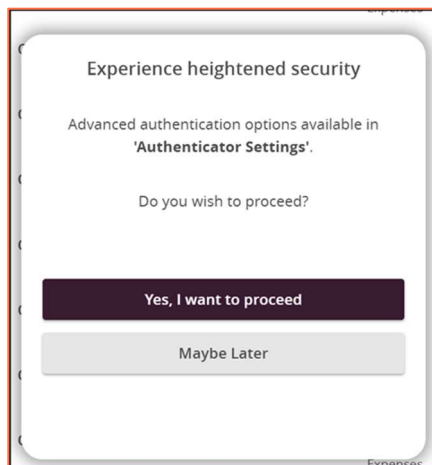 Experience heightened security
Advanced authentication options available in
'Authenticator Settings'.
Do you wish to proceed?
Yes, I want to proceed
Maybe Later
Expenses